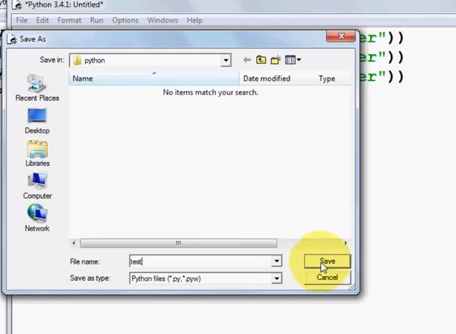 *Python 3.4.1: Untitled*
File Edit Format Run Options Windows Help
Save As
Save in: python
Name Date modified Type
No items match your search.
Recent Places
Desktop
Libraries
Computer
Network
File name: test Save
Save as type: Python files (*.py,*.pyw) Cancel
er"))
er"))
er"))